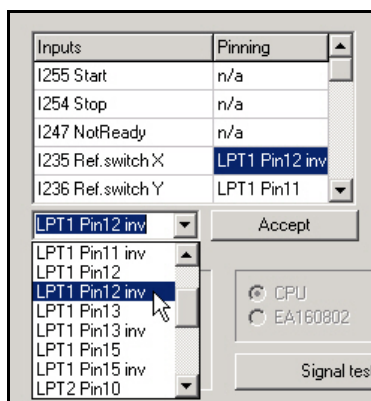 Inputs Pinning
I255 Start n/a
I254 Stop n/a
I247 NotReady n/a
I235 Ref.switch X LPT1 Pin12 inv
I236 Ref.switch Y LPT1 Pin11
LPT1 Pin12 inv Accept
LPT1 Pin11 inv
LPT1 Pin12
LPT1 Pin12 inv
LPT1 Pin13
LPT1 Pin13 inv
LPT1 Pin15
LPT1 Pin15 inv
LPT2 Pin10
CPU
EA160802
Signal tes